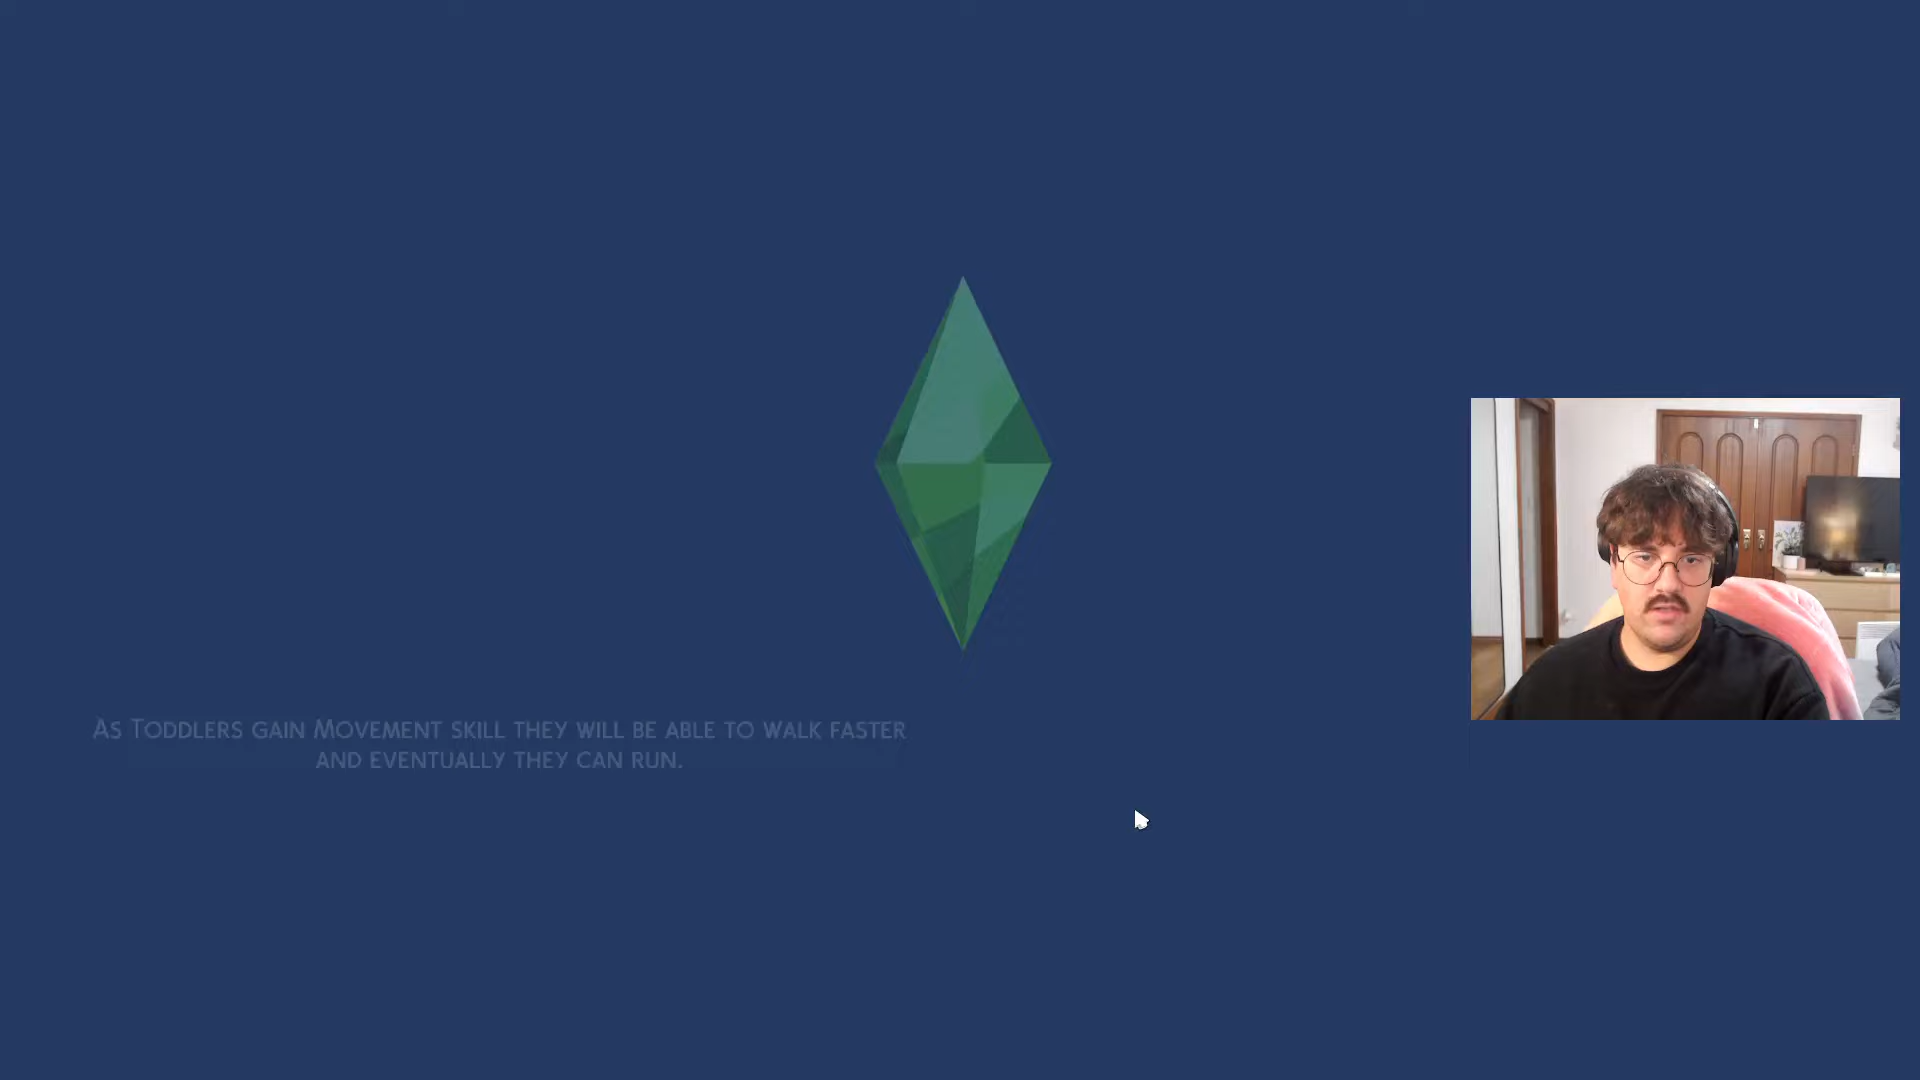 As Toddlers gain Movement skill they will be able to walk faster
and eventually they can run.